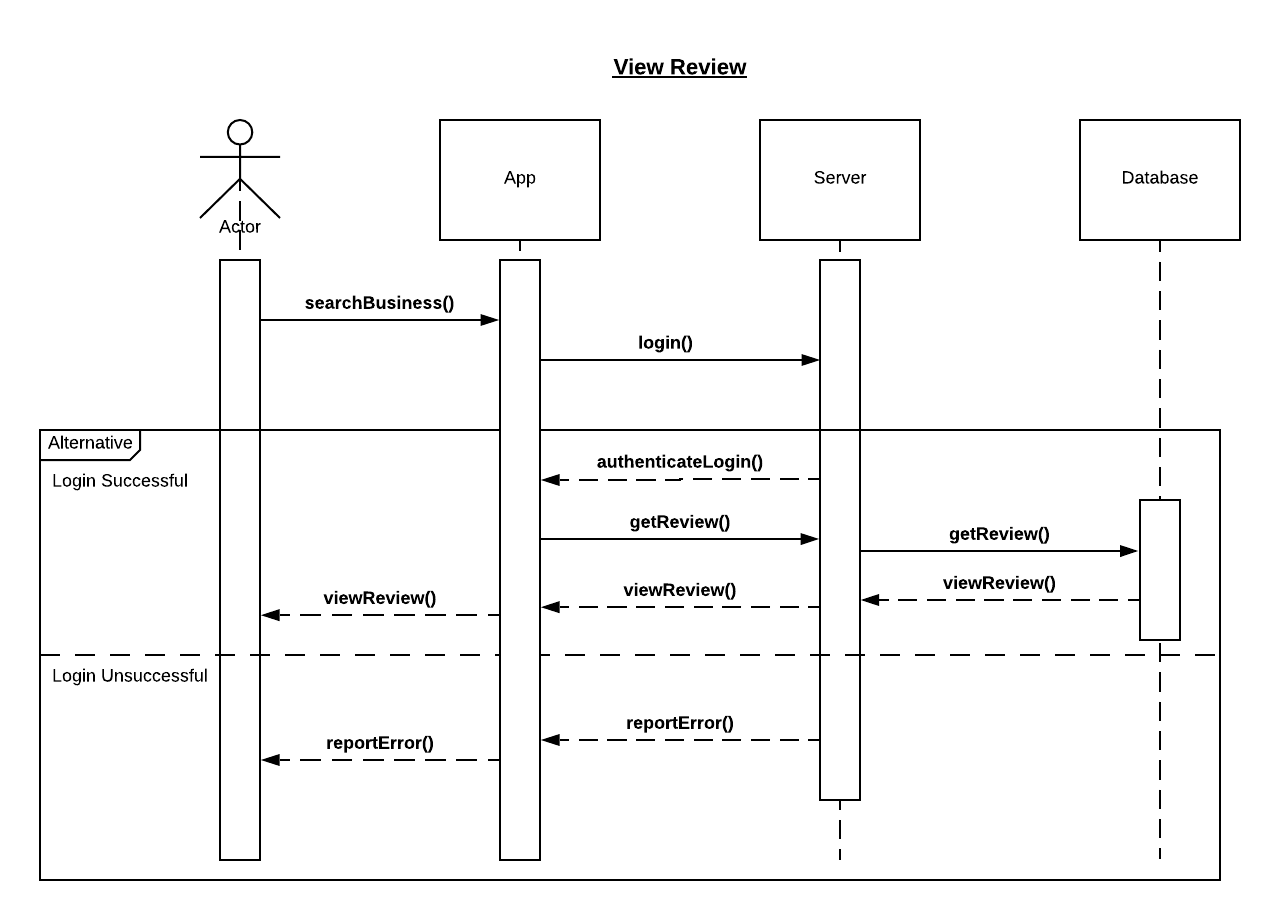 View Review
Actor
App
Server
Database
searchBusiness()
login()
Alternative
Login Successful
authenticateLogin()
getReview()
getReview()
viewReview()
viewReview()
viewReview()
Login Unsuccessful
reportError()
reportError()